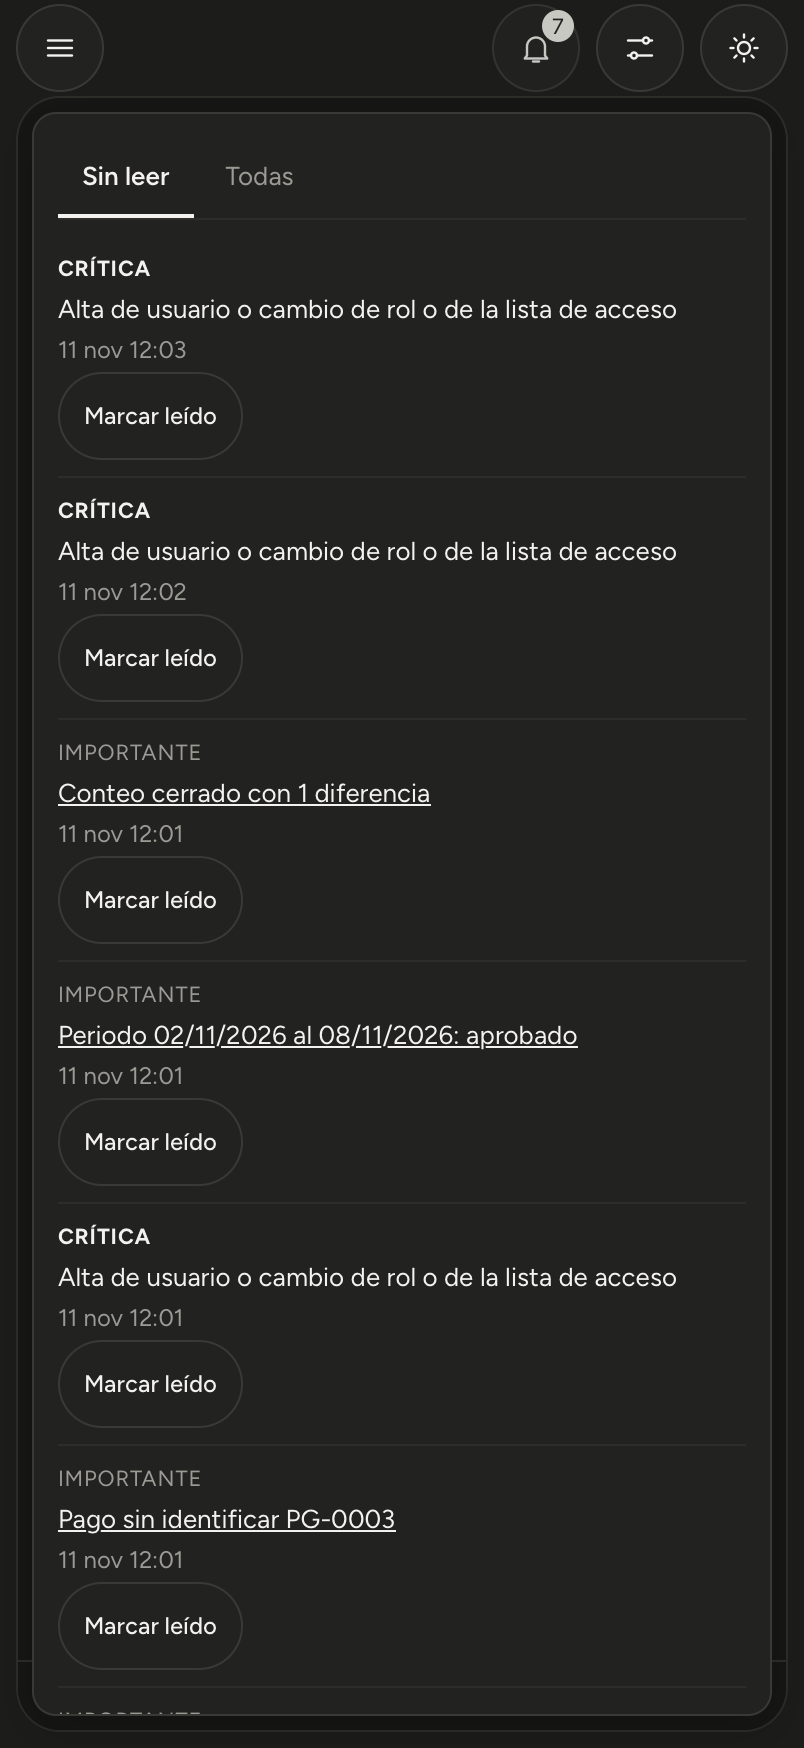 7
Sin leer Todas
CRÍTICA
Alta de usuario o cambio de rol o de la lista de acceso
11 nov 12:03
Marcar leído
CRÍTICA
Alta de usuario o cambio de rol o de la lista de acceso
11 nov 12:02
Marcar leído
IMPORTANTE
Conteo cerrado con 1 diferencia
11 nov 12:01
Marcar leído
IMPORTANTE
Periodo 02/11/2026 al 08/11/2026: aprobado
11 nov 12:01
Marcar leído
CRÍTICA
Alta de usuario o cambio de rol o de la lista de acceso
11 nov 12:01
Marcar leído
IMPORTANTE
Pago sin identificar PG-0003
11 nov 12:01
Marcar leído